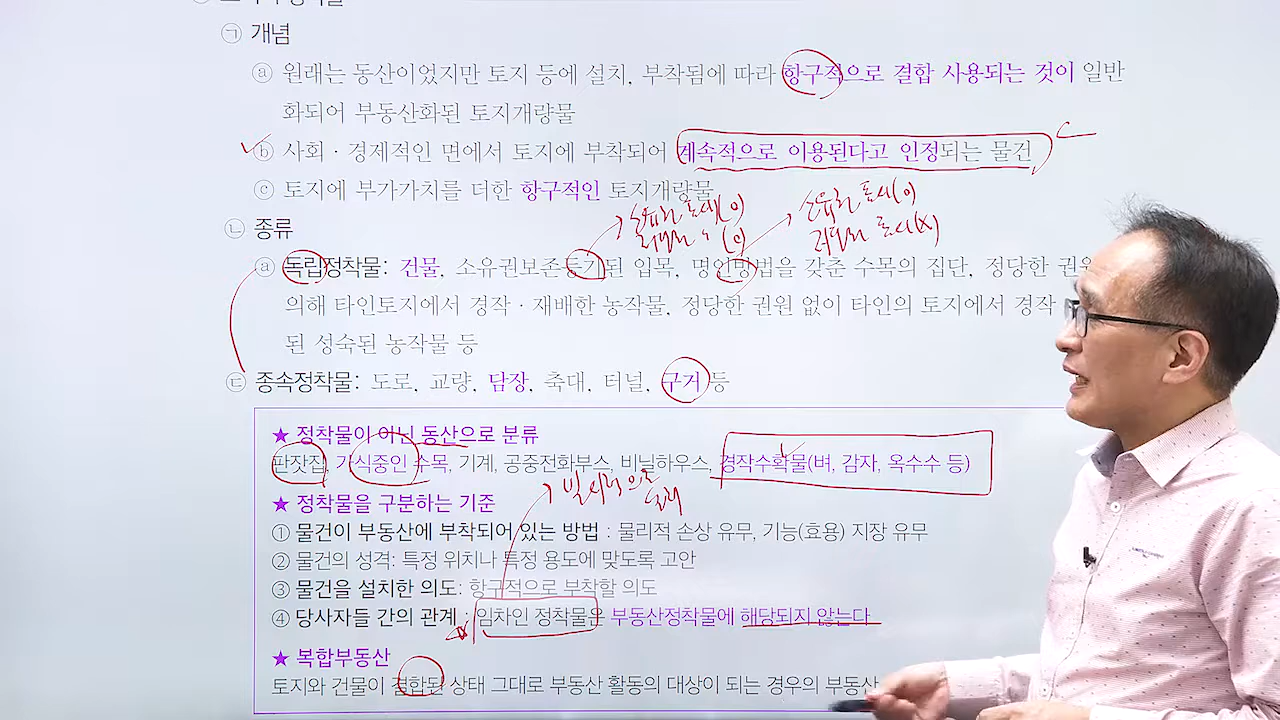 ㉠ 개념
ⓐ 원래는 동산이었지만 토지 등에 설치, 부착됨에 따라 항구적으로 결합 사용되는 것이 일반
화되어 부동산화된 토지개량물
ⓑ 사회·경제적인 면에서 토지에 부착되어 계속적으로 이용된다고 인정되는 물건
ⓒ 토지에 부가가치를 더한 항구적인 토지개량물
㉡ 종류
ⓐ 독립정착물: 건물, 소유권보존등기된 입목, 명인방법을 갖춘 수목의 집단, 정당한 권원
의해 타인토지에서 경작·재배한 농작물, 정당한 권원 없이 타인의 토지에서 경작
된 성숙된 농작물 등
㉢ 종속정착물: 도로, 교량, 담장, 축대, 터널, 구거 등
★ 정착물이 아닌 동산으로 분류
판잣집, 가식중인 수목, 기계, 공중전화부스, 비닐하우스, 경작수확물(벼, 감자, 옥수수 등)
★ 정착물을 구분하는 기준
① 물건이 부동산에 부착되어 있는 방법 : 물리적 손상 유무, 기능(효용) 지장 유무
② 물건의 성격: 특정 위치나 특정 용도에 맞도록 고안
③ 물건을 설치한 의도: 항구적으로 부착할 의도
④ 당사자들 간의 관계 : 임차인 정착물은 부동산정착물에 해당되지 않는다
★ 복합부동산
토지와 건물이 결합된 상태 그대로 부동산 활동의 대상이 되는 경우의 부동산